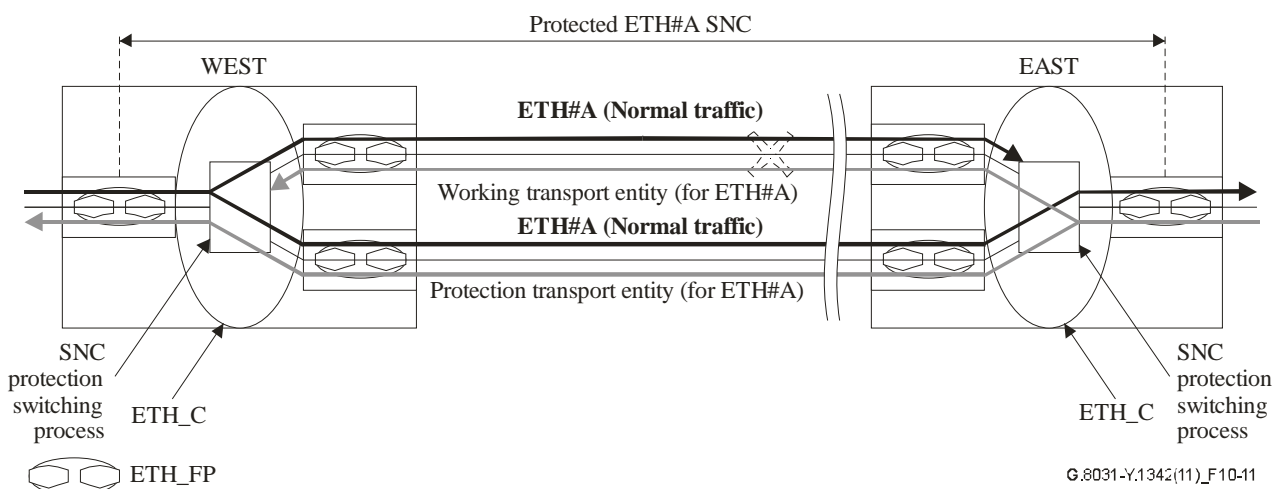 Protected ETH#A SNC
WEST
EAST
ETH#A (Normal traffic)
Working transport entity (for ETH#A)
ETH#A (Normal traffic)
Protection transport entity (for ETH#A)
SNC
protection
switching
process
ETH_C
ETH_C
SNC
protection
switching
process
ETH_FP
G.8031-Y.1342(11)_F10-11